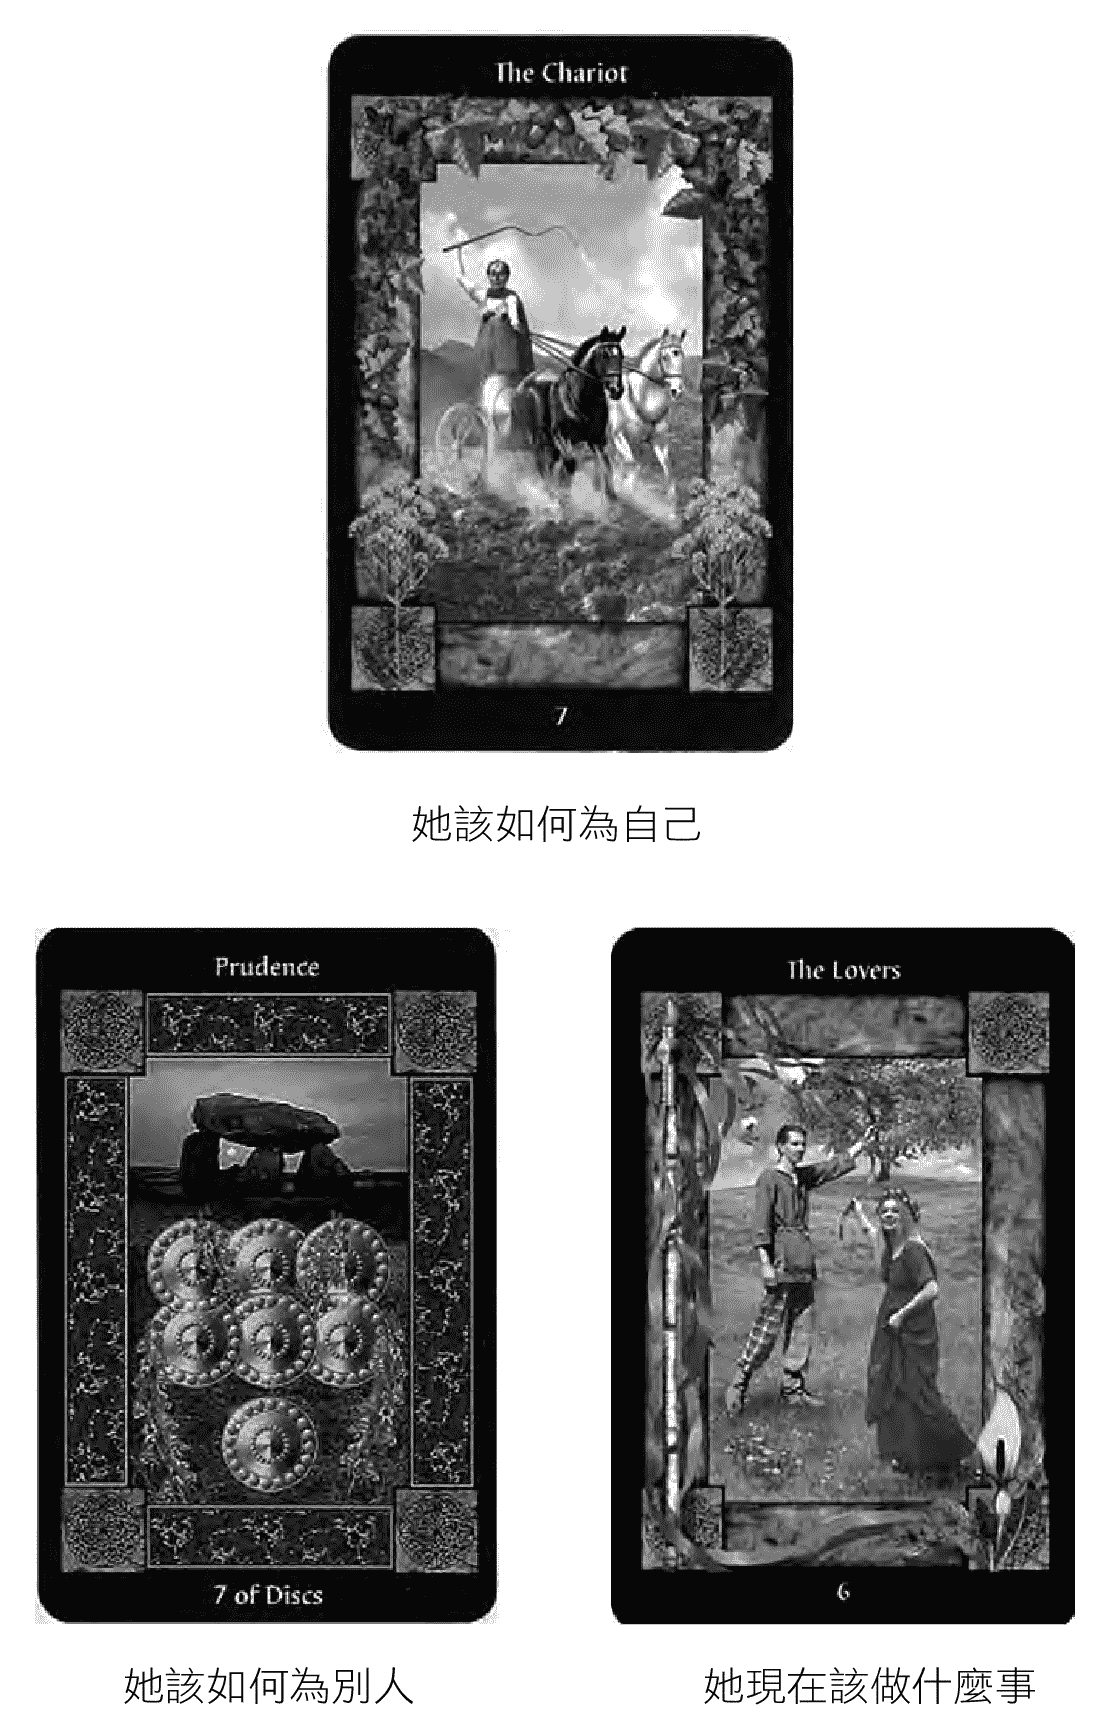 The Chariot
7
她該如何為自己
Prudence
7 of Discs
她該如何為別人
The Lovers
6
她現在該做什麼事